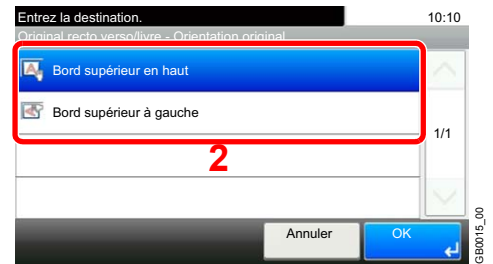 Entrez la destination. 10:10
Original recto verso/livre - Orientation original
Bord supérieur en haut
Bord supérieur à gauche
1/1
2
Annuler OK
GB0015_00